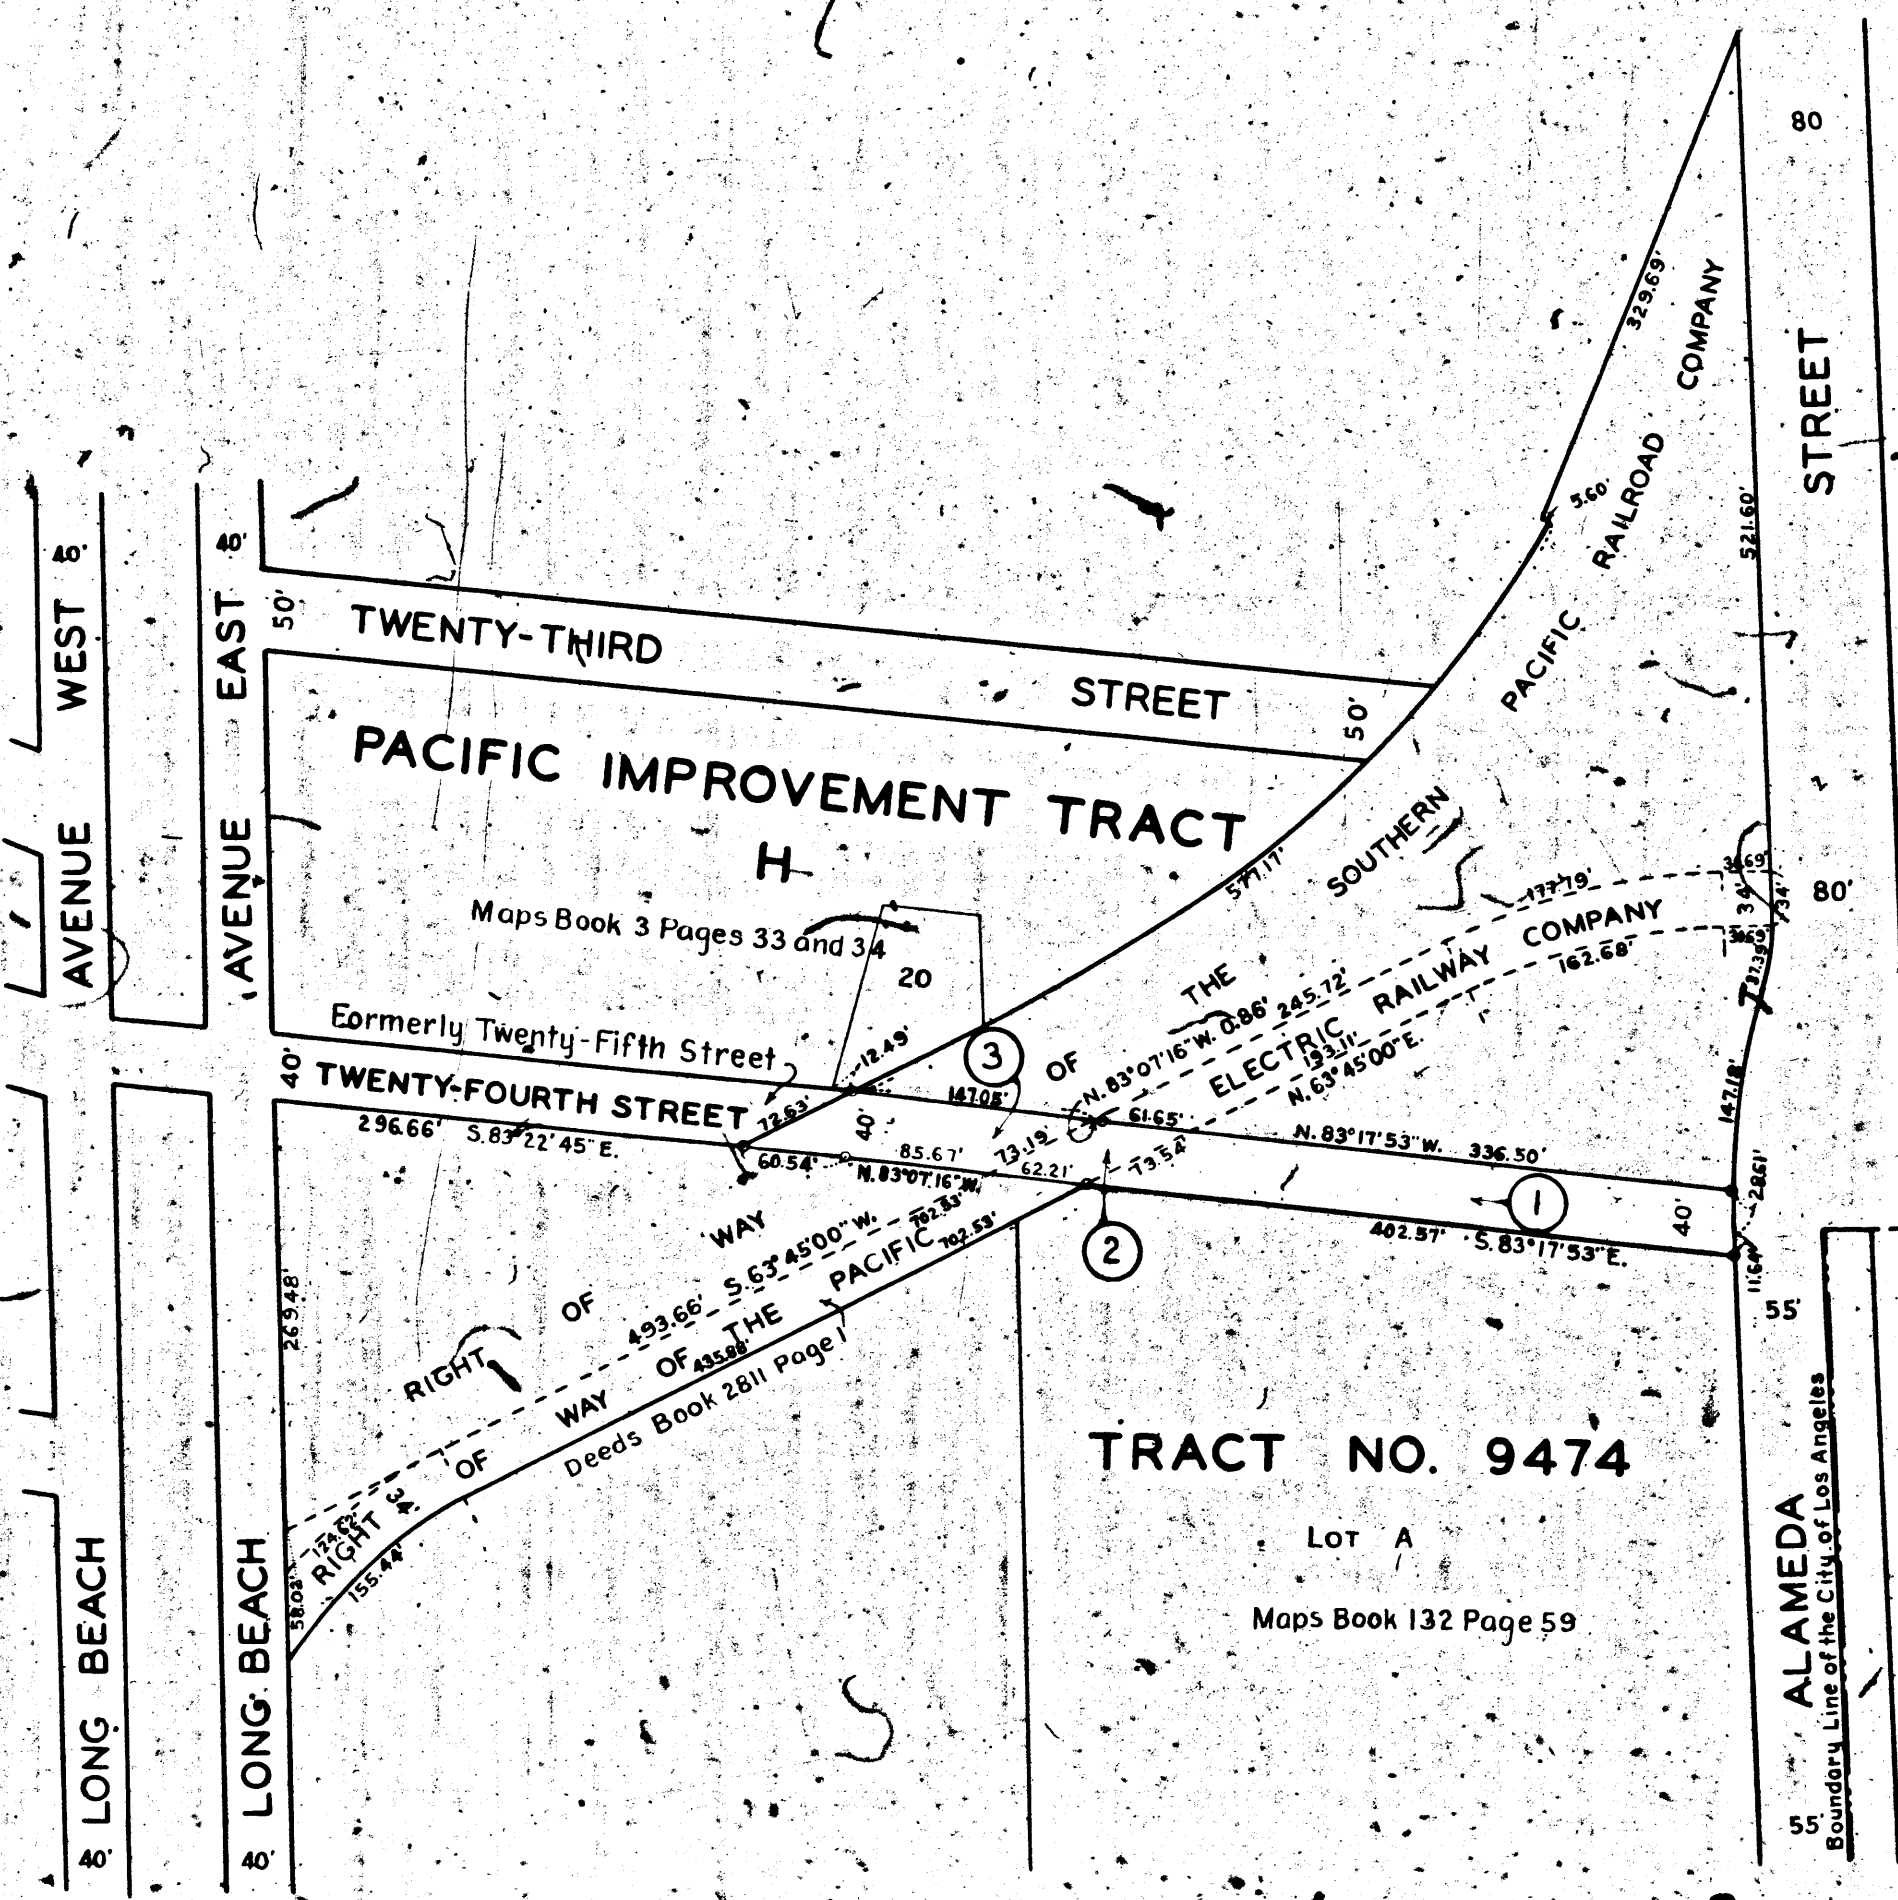 80
329.69'
COMPANY
STREET
5.60'
RAILROAD
521.60'
40'
40'
WEST
EAST
50'
TWENTY-THIRD
STREET
50'
PACIFIC
PACIFIC IMPROVEMENT TRACT
H
SOUTHERN
577.17'
AVENUE
AVENUE
Maps Book 3 Pages 33 and 34
20
177.79'
34'
34'
80'
COMPANY
162.68'
RAILWAY
THE
N. 83°07'16"W. 0.86' 245.72'
ELECTRIC
193.11'
N. 63°45'00"E.
Formerly Twenty-Fifth Street
12.49'
3
OF
40'
TWENTY-FOURTH STREET
72.63'
40'
147.05'
61.65'
147.18'
296.66' S. 83°22'45"E.
60.54'
85.67'
N. 83°07'16"W.
73.19'
62.21'
73.54'
N. 83°17'53"W. 336.50'
28.61'
1
40'
402.57' S. 83°17'53"E.
11.64'
2
WAY
702.53'
702.53'
S. 63°45'00"W.
493.66'
PACIFIC
THE
OF
435.88'
OF
RIGHT
269.48'
55'
Deeds Book 2811 Page 1
WAY
OF
34'
124.62'
RIGHT
155.44'
58.02'
TRACT NO. 9474
LOT A
Maps Book 132 Page 59
LONG BEACH
LONG BEACH
40'
40'
ALAMEDA
Boundary Line of the City of Los Angeles
55'